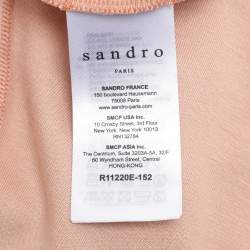 sandro
PARIS
SANDRO FRANCE
150 boulevard Haussmann
75008 Paris
www.sandro-paris.com
SMCP USA Inc.
10 Crosby Street, 3rd Floor
New York, New York 10013
RN132784
SMCP ASIA Inc.
The Centrium, Suite 3203A-5A, 32/F
60 Wyndham Street, Central
HONG-KONG
R11220E-152